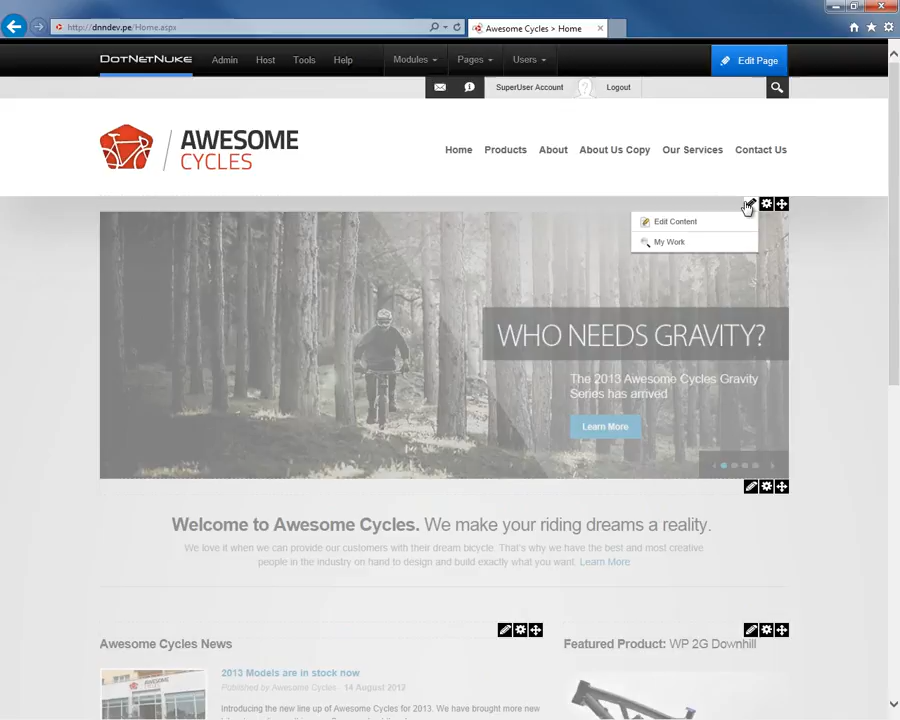 http://dnndev.pe/Home.aspx
Awesome Cycles > Home
DotNetNuke
Admin
Host
Tools
Help
Modules
Pages
Users
Edit Page
SuperUser Account
Logout
AWESOME
CYCLES
Home
Products
About
About Us Copy
Our Services
Contact Us
Edit Content
My Work
WHO NEEDS GRAVITY?
The 2013 Awesome Cycles Gravity
Series has arrived
Learn More
Welcome to Awesome Cycles. We make your riding dreams a reality.
We love it when we can provide our customers with their dream bicycle. That's why we have the best and most creative
people in the industry on hand to design and build exactly what you want. Learn More
Awesome Cycles News
Featured Product: WP 2G Downhill
AWESOME
CYCLES
2013 Models are in stock now
Published by Awesome Cycles - 14 August 2012
Introducing the new line up of Awesome Cycles for 2013. We have brought more new